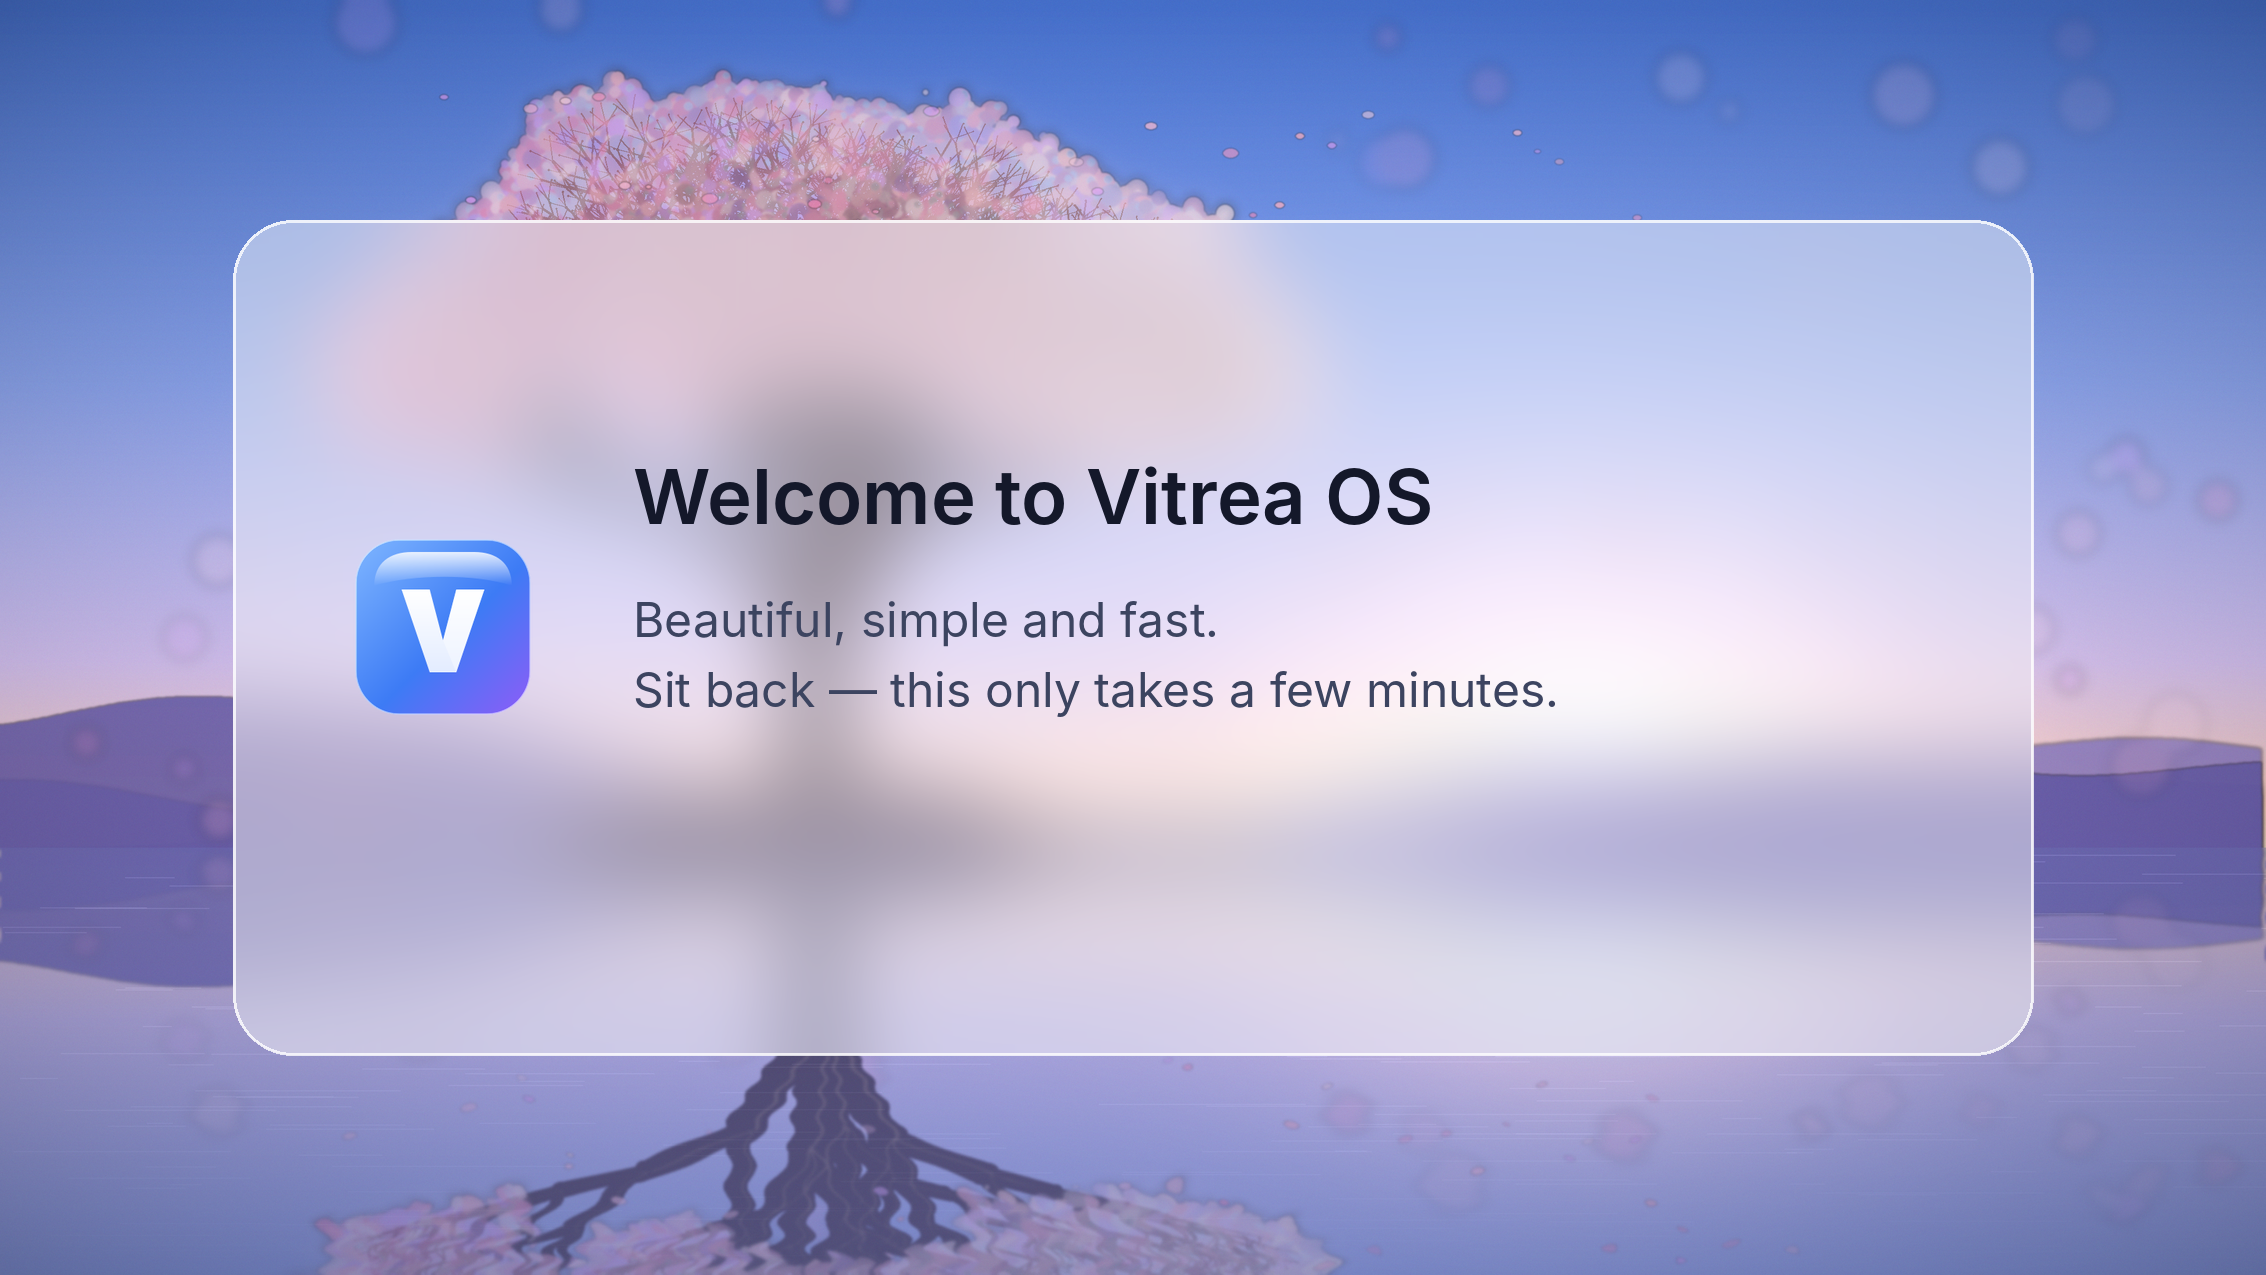 Welcome to Vitrea OS
V
Beautiful, simple and fast.
Sit back — this only takes a few minutes.